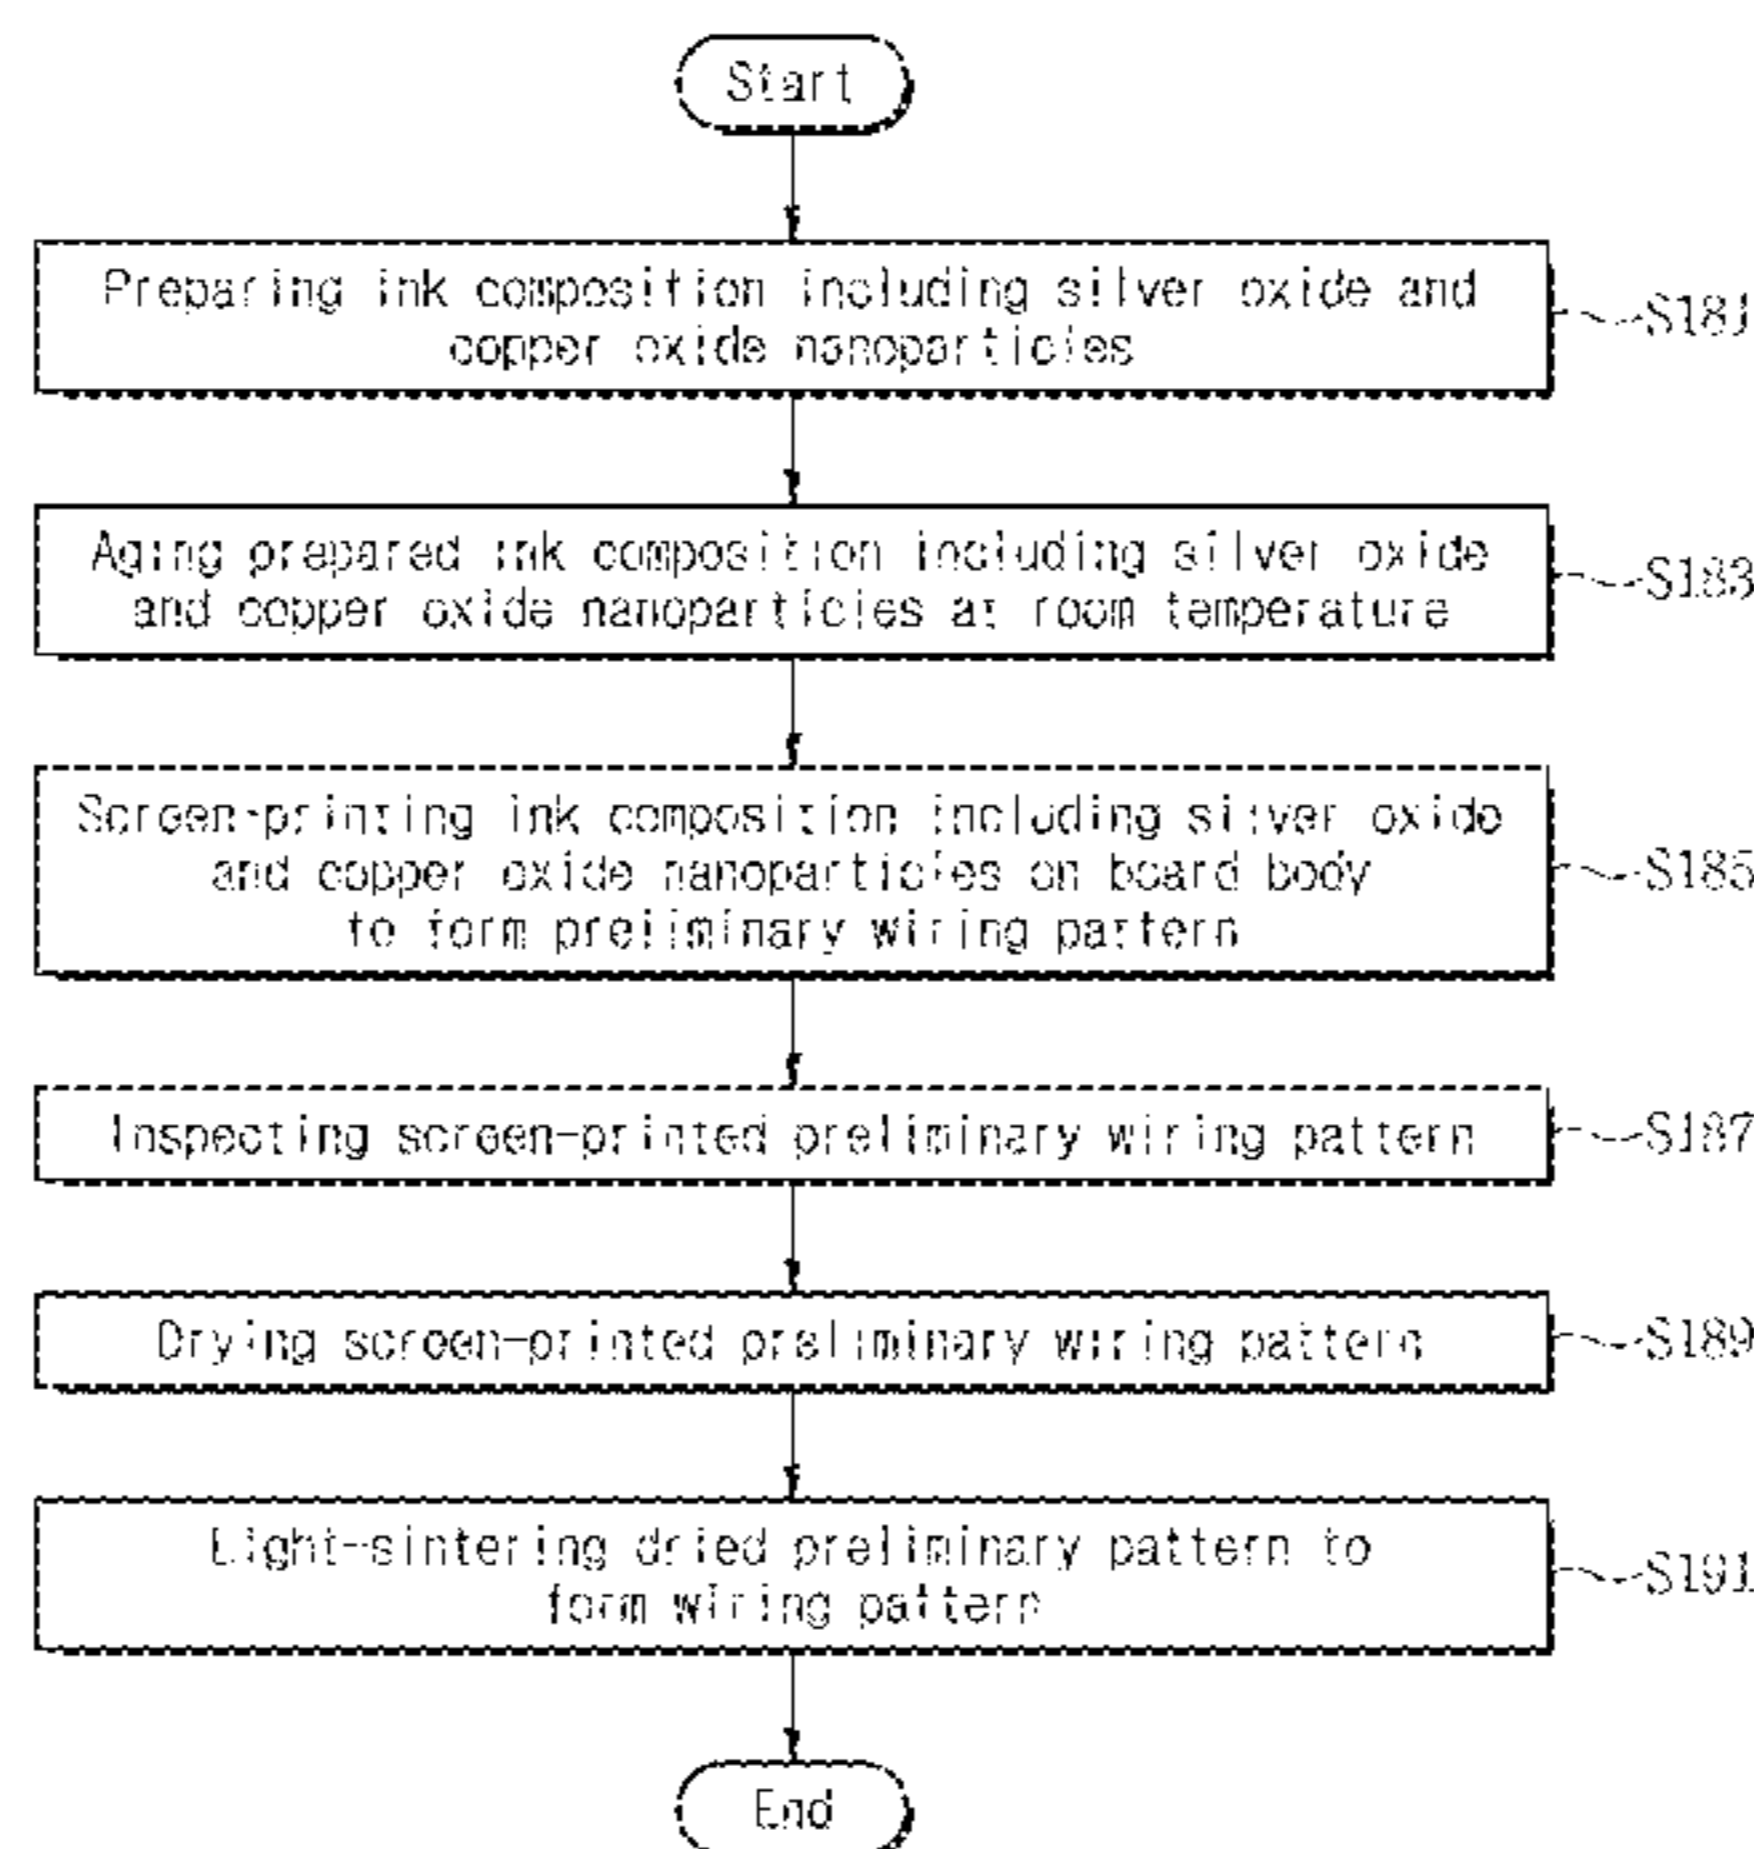 Start
Preparing ink composition including silver oxide and
copper oxide nanoparticles
S181
Aging prepared ink composition including silver oxide
and copper oxide nanoparticles at room temperature
S183
Screen-printing ink composition including silver oxide
and copper oxide nanoparticles on board body
to form preliminary wiring pattern
S185
Inspecting screen-printed preliminary wiring pattern
S187
Drying screen-printed preliminary wiring pattern
S189
Light-sintering dried preliminary pattern to
form wiring pattern
S191
End